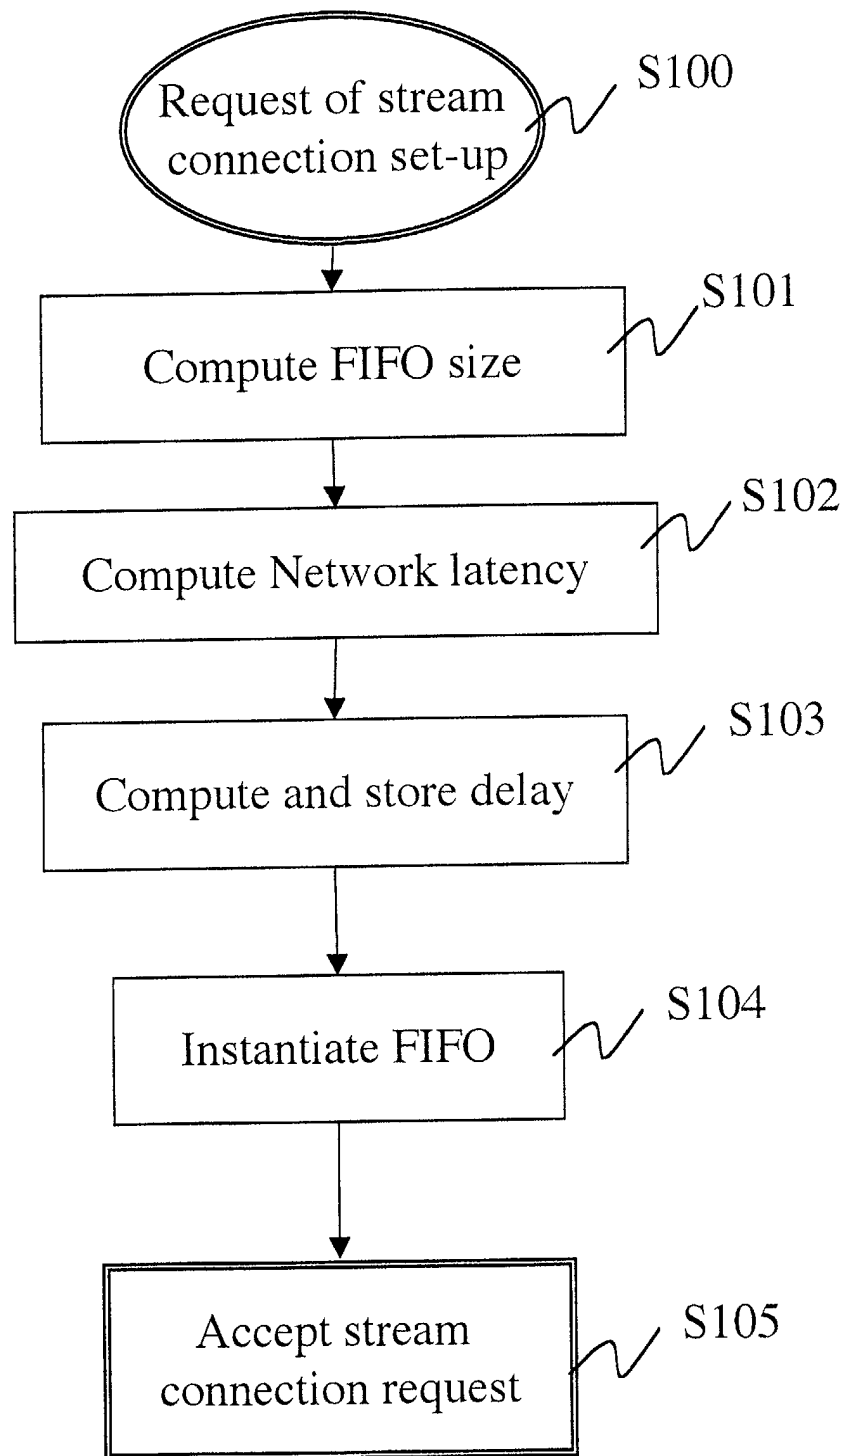 Request of stream
connection set-up
S100
Compute FIFO size
S101
Compute Network latency
S102
Compute and store delay
S103
Instantiate FIFO
S104
Accept stream
connection request
S105